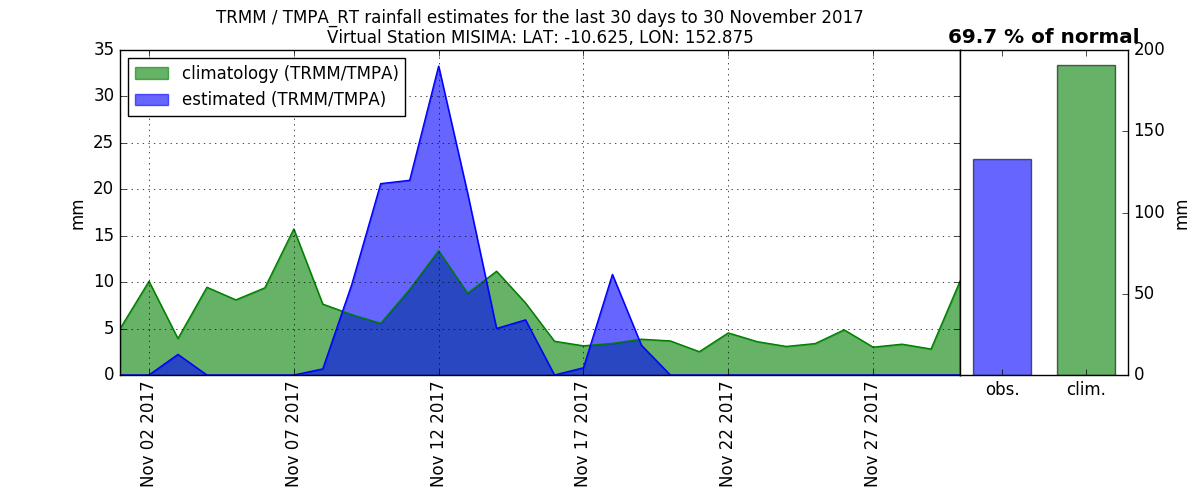 TRMM / TMPA_RT rainfall estimates for the last 30 days to 30 November 2017
Virtual Station MISIMA: LAT: -10.625, LON: 152.875
69.7 % of normal
climatology (TRMM/TMPA)
estimated (TRMM/TMPA)
35
30
25
20
15
10
5
0
mm
Nov 02 2017
Nov 07 2017
Nov 12 2017
Nov 17 2017
Nov 22 2017
Nov 27 2017
obs.
clim.
200
150
100
50
0
mm